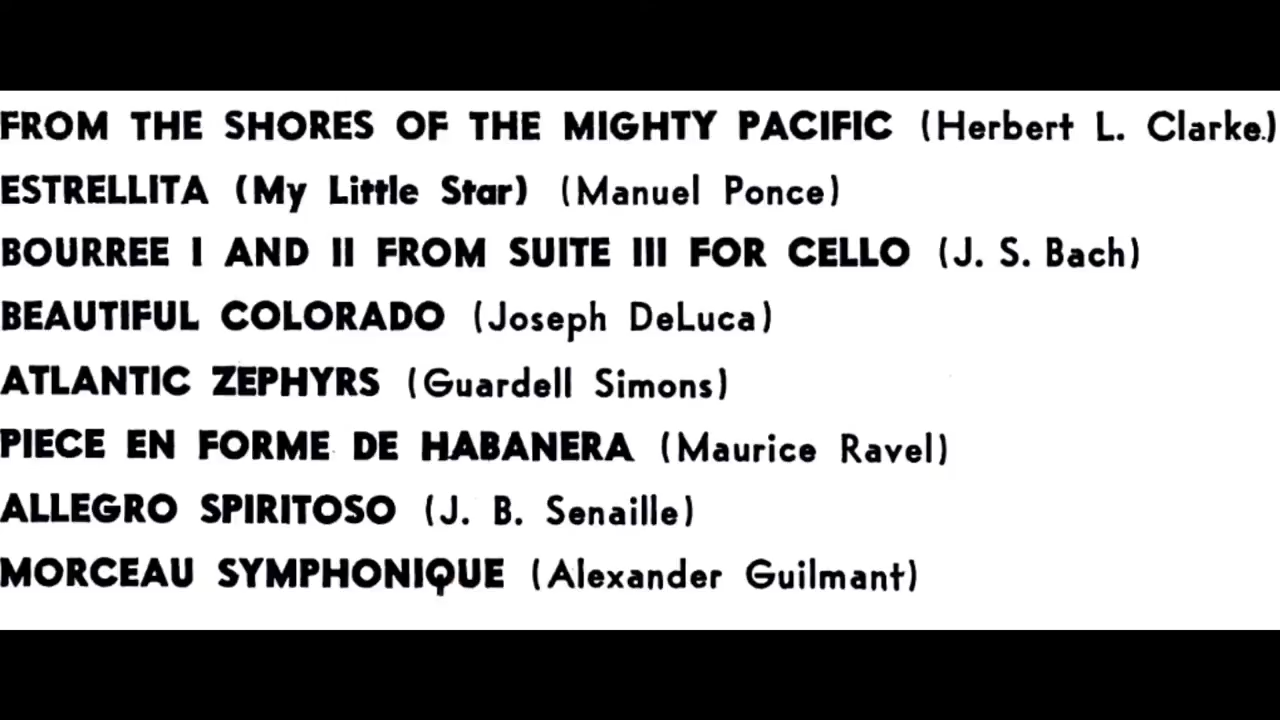 FROM THE SHORES OF THE MIGHTY PACIFIC (Herbert L. Clarke.)
ESTRELLITA (My Little Star) (Manuel Ponce)
BOURREE I AND II FROM SUITE III FOR CELLO (J. S. Bach)
BEAUTIFUL COLORADO (Joseph DeLuca)
ATLANTIC ZEPHYRS (Guardell Simons)
PIECE EN FORME DE HABANERA (Maurice Ravel)
ALLEGRO SPIRITOSO (J. B. Senaille)
MORCEAU SYMPHONIQUE (Alexander Guilmant)